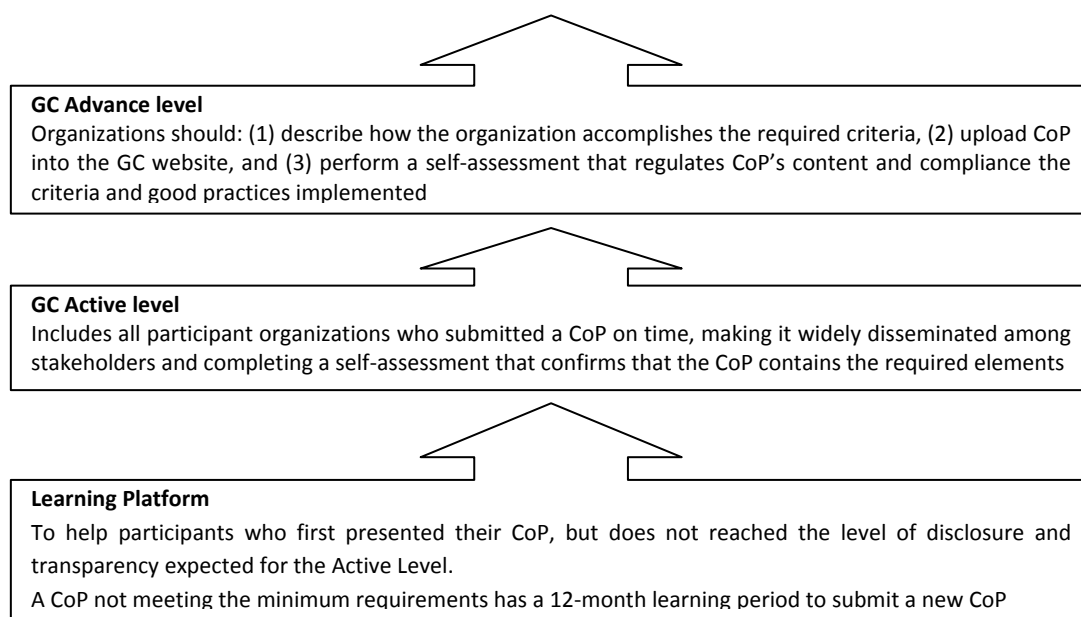 GC Advance level
Organizations should: (1) describe how the organization accomplishes the required criteria, (2) upload CoP
into the GC website, and (3) perform a self-assessment that regulates CoP’s content and compliance the
criteria and good practices implemented
GC Active level
Includes all participant organizations who submitted a CoP on time, making it widely disseminated among
stakeholders and completing a self-assessment that confirms that the CoP contains the required elements
Learning Platform
To help participants who first presented their CoP, but does not reached the level of disclosure and
transparency expected for the Active Level.
A CoP not meeting the minimum requirements has a 12-month learning period to submit a new CoP